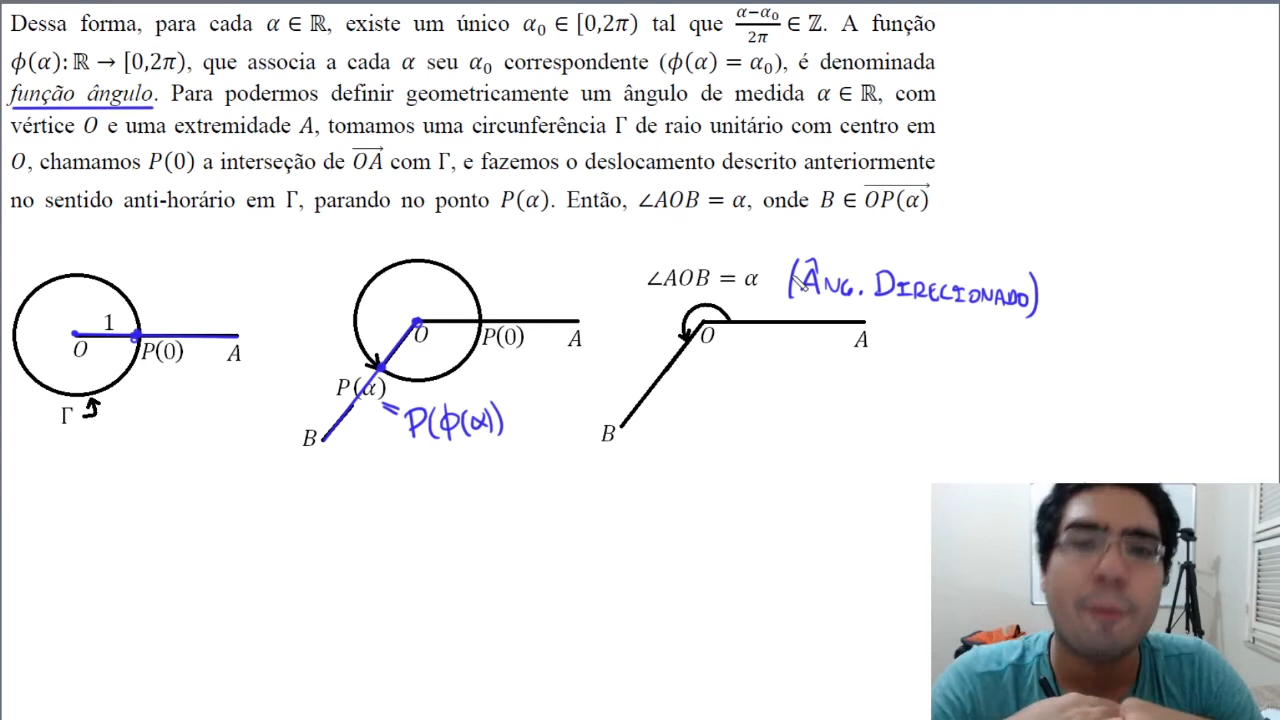 Dessa forma, para cada α ∈ ℝ, existe um único α₀ ∈ [0,2π) tal que (α−α₀)/2π ∈ ℤ. A função
ϕ(α): ℝ → [0,2π), que associa a cada α seu α₀ correspondente (ϕ(α) = α₀), é denominada
função ângulo. Para podermos definir geometricamente um ângulo de medida α ∈ ℝ, com
vértice O e uma extremidade A, tomamos uma circunferência Γ de raio unitário com centro em
O, chamamos P(0) a interseção de OA⃗ com Γ, e fazemos o deslocamento descrito anteriormente
no sentido anti-horário em Γ, parando no ponto P(α). Então, ∠AOB = α, onde B ∈ OP(α)⃗
1
O
P(0)
A
Γ
O
P(0)
A
P(α)
= P(ϕ(α))
B
∠AOB = α (ÂNG. DIRECIONADO)
O
A
B